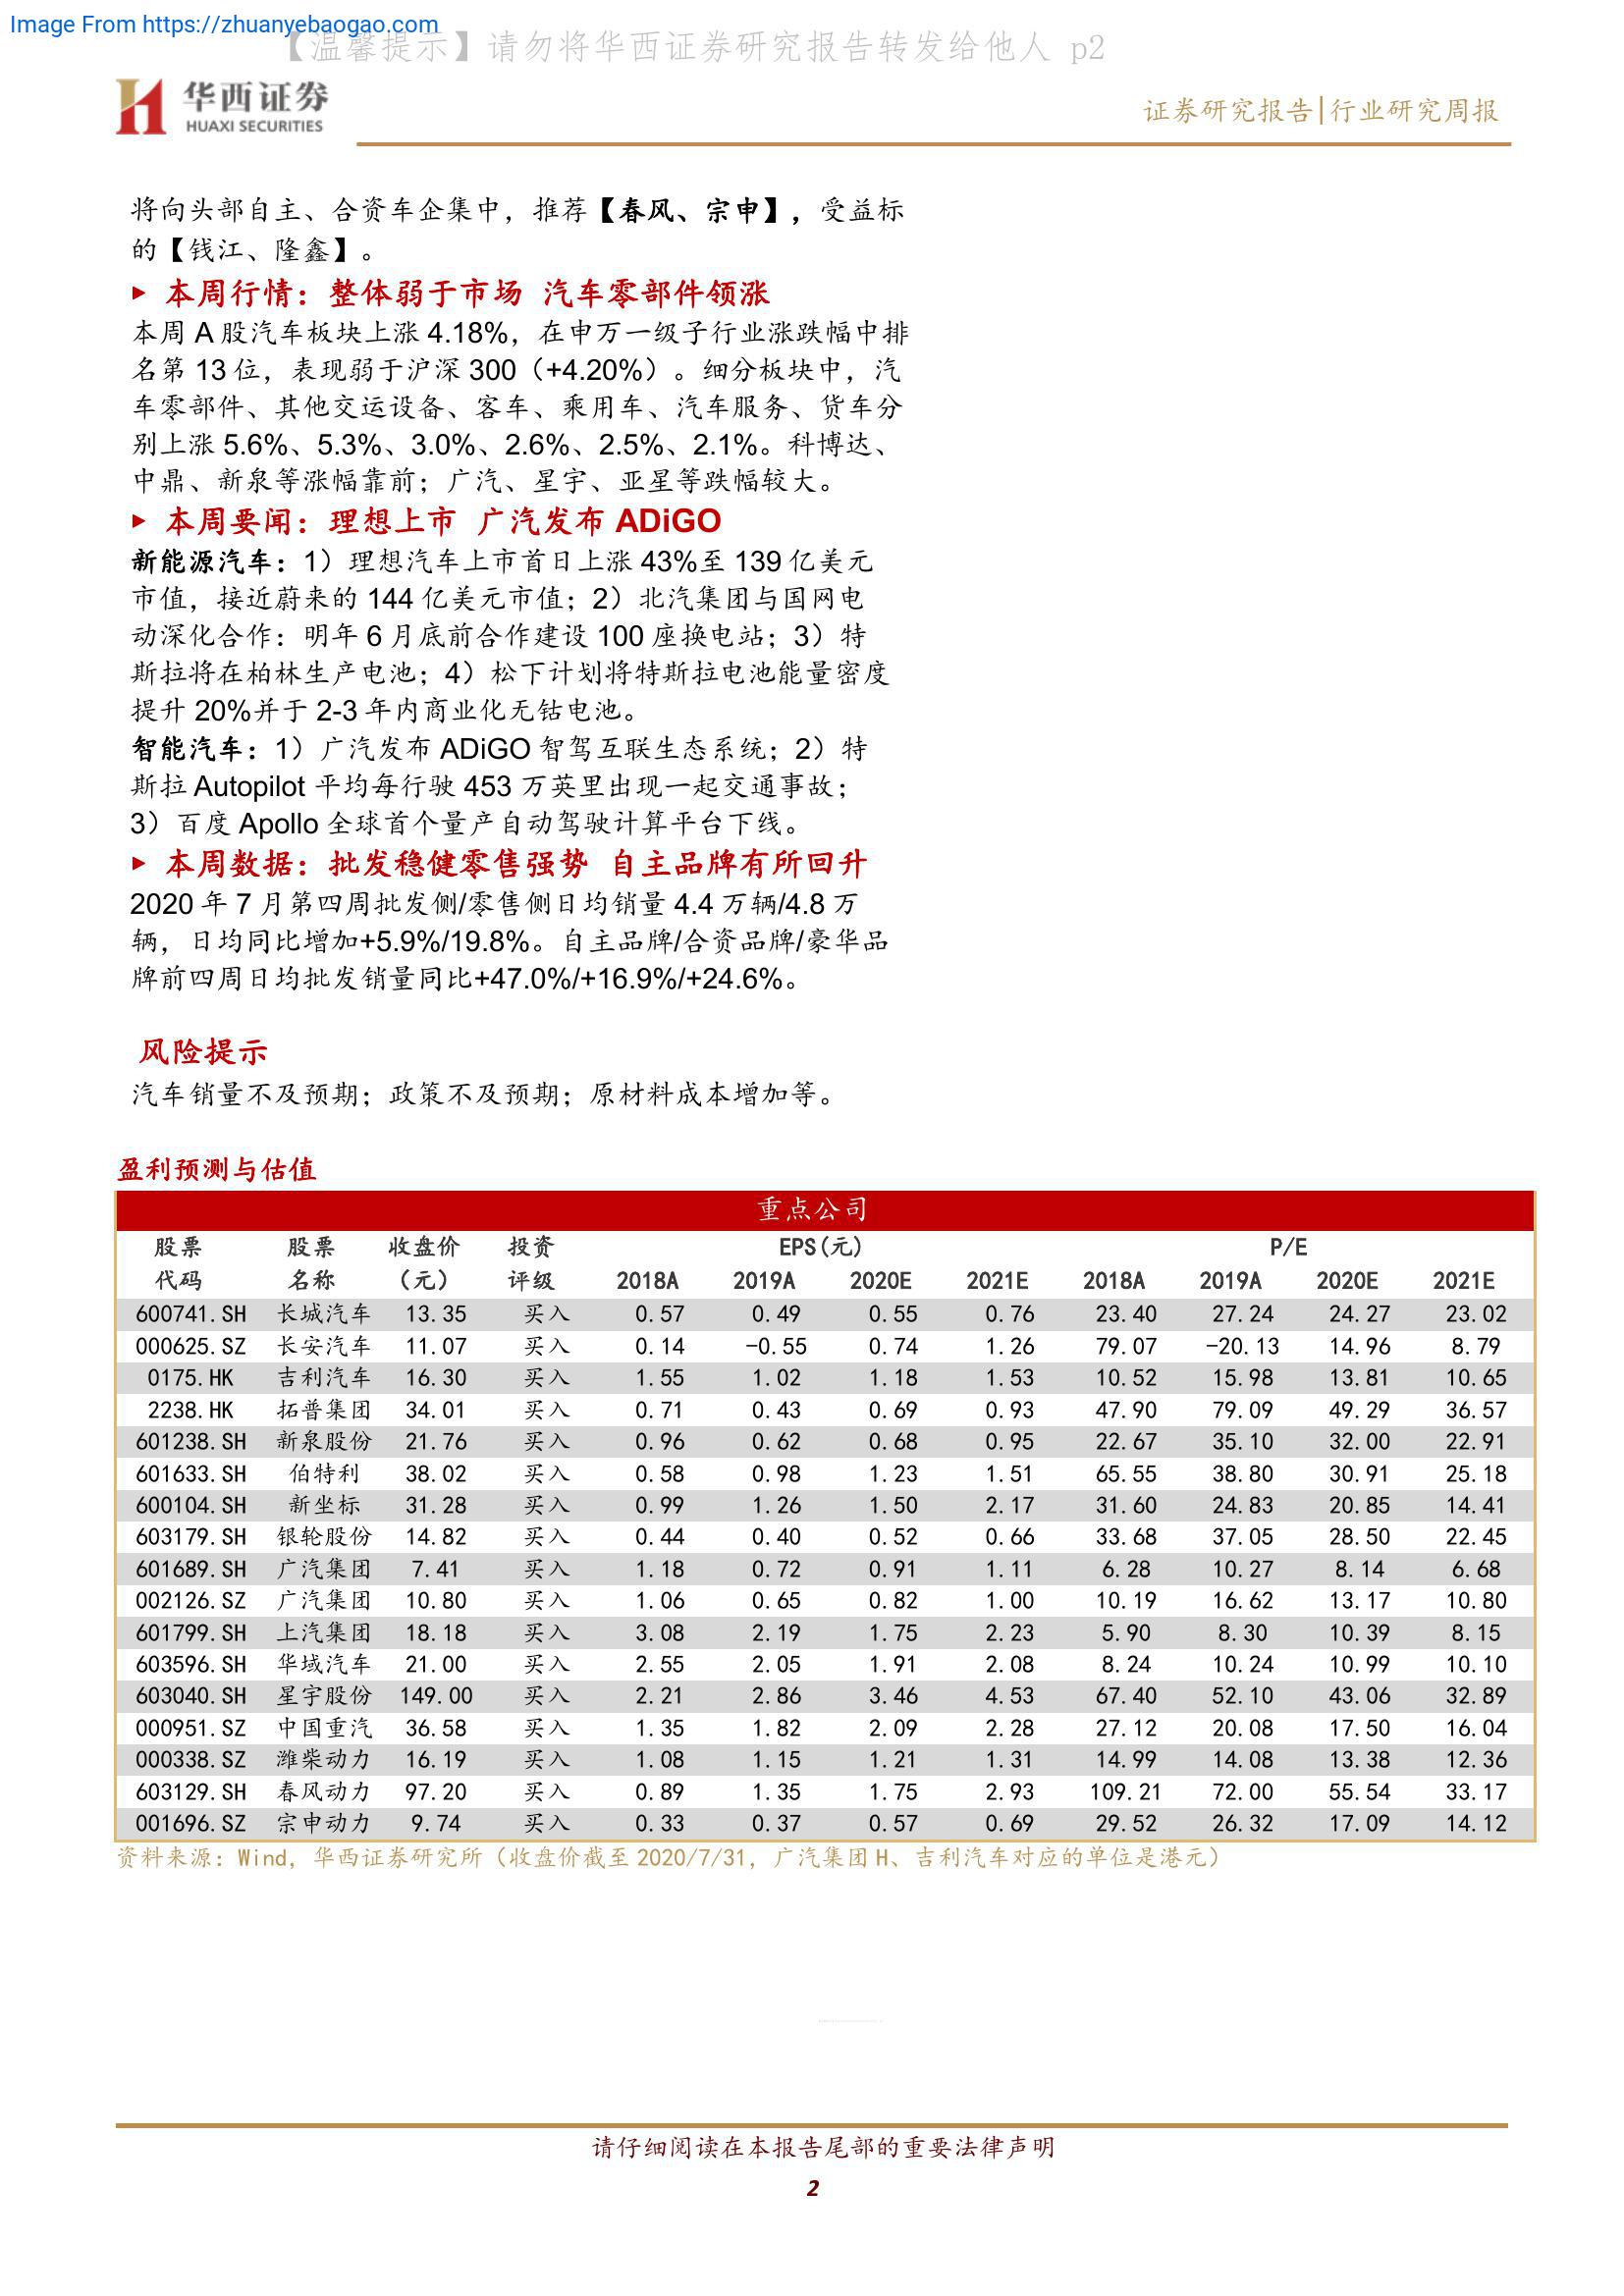 Image From https://zhuanyebaogao.com
【温馨提示】请勿将华西证券研究报告转发给他人 p2
华西证券
HUAXI SECURITIES
证券研究报告|行业研究周报
将向头部自主、合资车企集中，推荐【春风、宗申】，受益标
的【钱江、隆鑫】。
▸ 本周行情：整体弱于市场 汽车零部件领涨
本周 A 股汽车板块上涨 4.18%，在申万一级子行业涨跌幅中排
名第 13 位，表现弱于沪深 300（+4.20%）。细分板块中，汽
车零部件、其他交运设备、客车、乘用车、汽车服务、货车分
别上涨 5.6%、5.3%、3.0%、2.6%、2.5%、2.1%。科博达、
中鼎、新泉等涨幅靠前；广汽、星宇、亚星等跌幅较大。
▸ 本周要闻：理想上市 广汽发布 ADiGO
新能源汽车：1）理想汽车上市首日上涨 43%至 139 亿美元
市值，接近蔚来的 144 亿美元市值；2）北汽集团与国网电
动深化合作：明年 6 月底前合作建设 100 座换电站；3）特
斯拉将在柏林生产电池；4）松下计划将特斯拉电池能量密度
提升 20%并于 2-3 年内商业化无钴电池。
智能汽车：1）广汽发布 ADiGO 智驾互联生态系统；2）特
斯拉 Autopilot 平均每行驶 453 万英里出现一起交通事故；
3）百度 Apollo 全球首个量产自动驾驶计算平台下线。
▸ 本周数据：批发稳健零售强势 自主品牌有所回升
2020 年 7 月第四周批发侧/零售侧日均销量 4.4 万辆/4.8 万
辆，日均同比增加+5.9%/19.8%。自主品牌/合资品牌/豪华品
牌前四周日均批发销量同比+47.0%/+16.9%/+24.6%。
风险提示
汽车销量不及预期；政策不及预期；原材料成本增加等。
盈利预测与估值
重点公司
股票 股票 收盘价 投资 EPS(元) P/E
代码 名称 （元） 评级 2018A 2019A 2020E 2021E 2018A 2019A 2020E 2021E
600741.SH 长城汽车 13.35 买入 0.57 0.49 0.55 0.76 23.40 27.24 24.27 23.02
000625.SZ 长安汽车 11.07 买入 0.14 -0.55 0.74 1.26 79.07 -20.13 14.96 8.79
0175.HK 吉利汽车 16.30 买入 1.55 1.02 1.18 1.53 10.52 15.98 13.81 10.65
2238.HK 拓普集团 34.01 买入 0.71 0.43 0.69 0.93 47.90 79.09 49.29 36.57
601238.SH 新泉股份 21.76 买入 0.96 0.62 0.68 0.95 22.67 35.10 32.00 22.91
601633.SH 伯特利 38.02 买入 0.58 0.98 1.23 1.51 65.55 38.80 30.91 25.18
600104.SH 新坐标 31.28 买入 0.99 1.26 1.50 2.17 31.60 24.83 20.85 14.41
603179.SH 银轮股份 14.82 买入 0.44 0.40 0.52 0.66 33.68 37.05 28.50 22.45
601689.SH 广汽集团 7.41 买入 1.18 0.72 0.91 1.11 6.28 10.27 8.14 6.68
002126.SZ 广汽集团 10.80 买入 1.06 0.65 0.82 1.00 10.19 16.62 13.17 10.80
601799.SH 上汽集团 18.18 买入 3.08 2.19 1.75 2.23 5.90 8.30 10.39 8.15
603596.SH 华域汽车 21.00 买入 2.55 2.05 1.91 2.08 8.24 10.24 10.99 10.10
603040.SH 星宇股份 149.00 买入 2.21 2.86 3.46 4.53 67.40 52.10 43.06 32.89
000951.SZ 中国重汽 36.58 买入 1.35 1.82 2.09 2.28 27.12 20.08 17.50 16.04
000338.SZ 潍柴动力 16.19 买入 1.08 1.15 1.21 1.31 14.99 14.08 13.38 12.36
603129.SH 春风动力 97.20 买入 0.89 1.35 1.75 2.93 109.21 72.00 55.54 33.17
001696.SZ 宗申动力 9.74 买入 0.33 0.37 0.57 0.69 29.52 26.32 17.09 14.12
资料来源：Wind, 华西证券研究所（收盘价截至 2020/7/31, 广汽集团 H、吉利汽车对应的单位是港元）
请仔细阅读在本报告尾部的重要法律声明
2